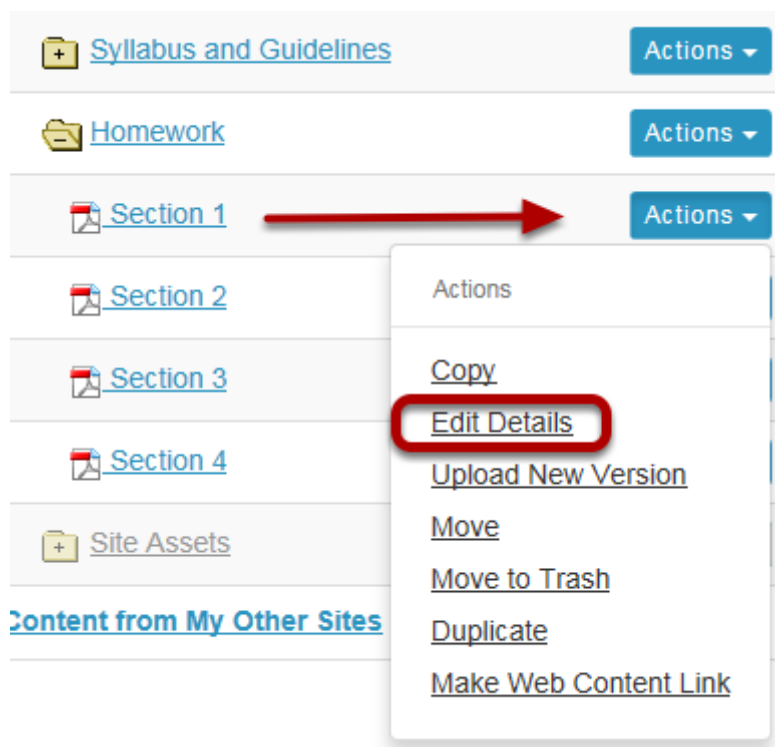 Syllabus and Guidelines Actions
Homework Actions
Section 1 Actions
Section 2 Actions
Section 3 Copy
Edit Details
Section 4 Upload New Version
Move
Site Assets Move to Trash
Content from My Other Sites Duplicate
Make Web Content Link